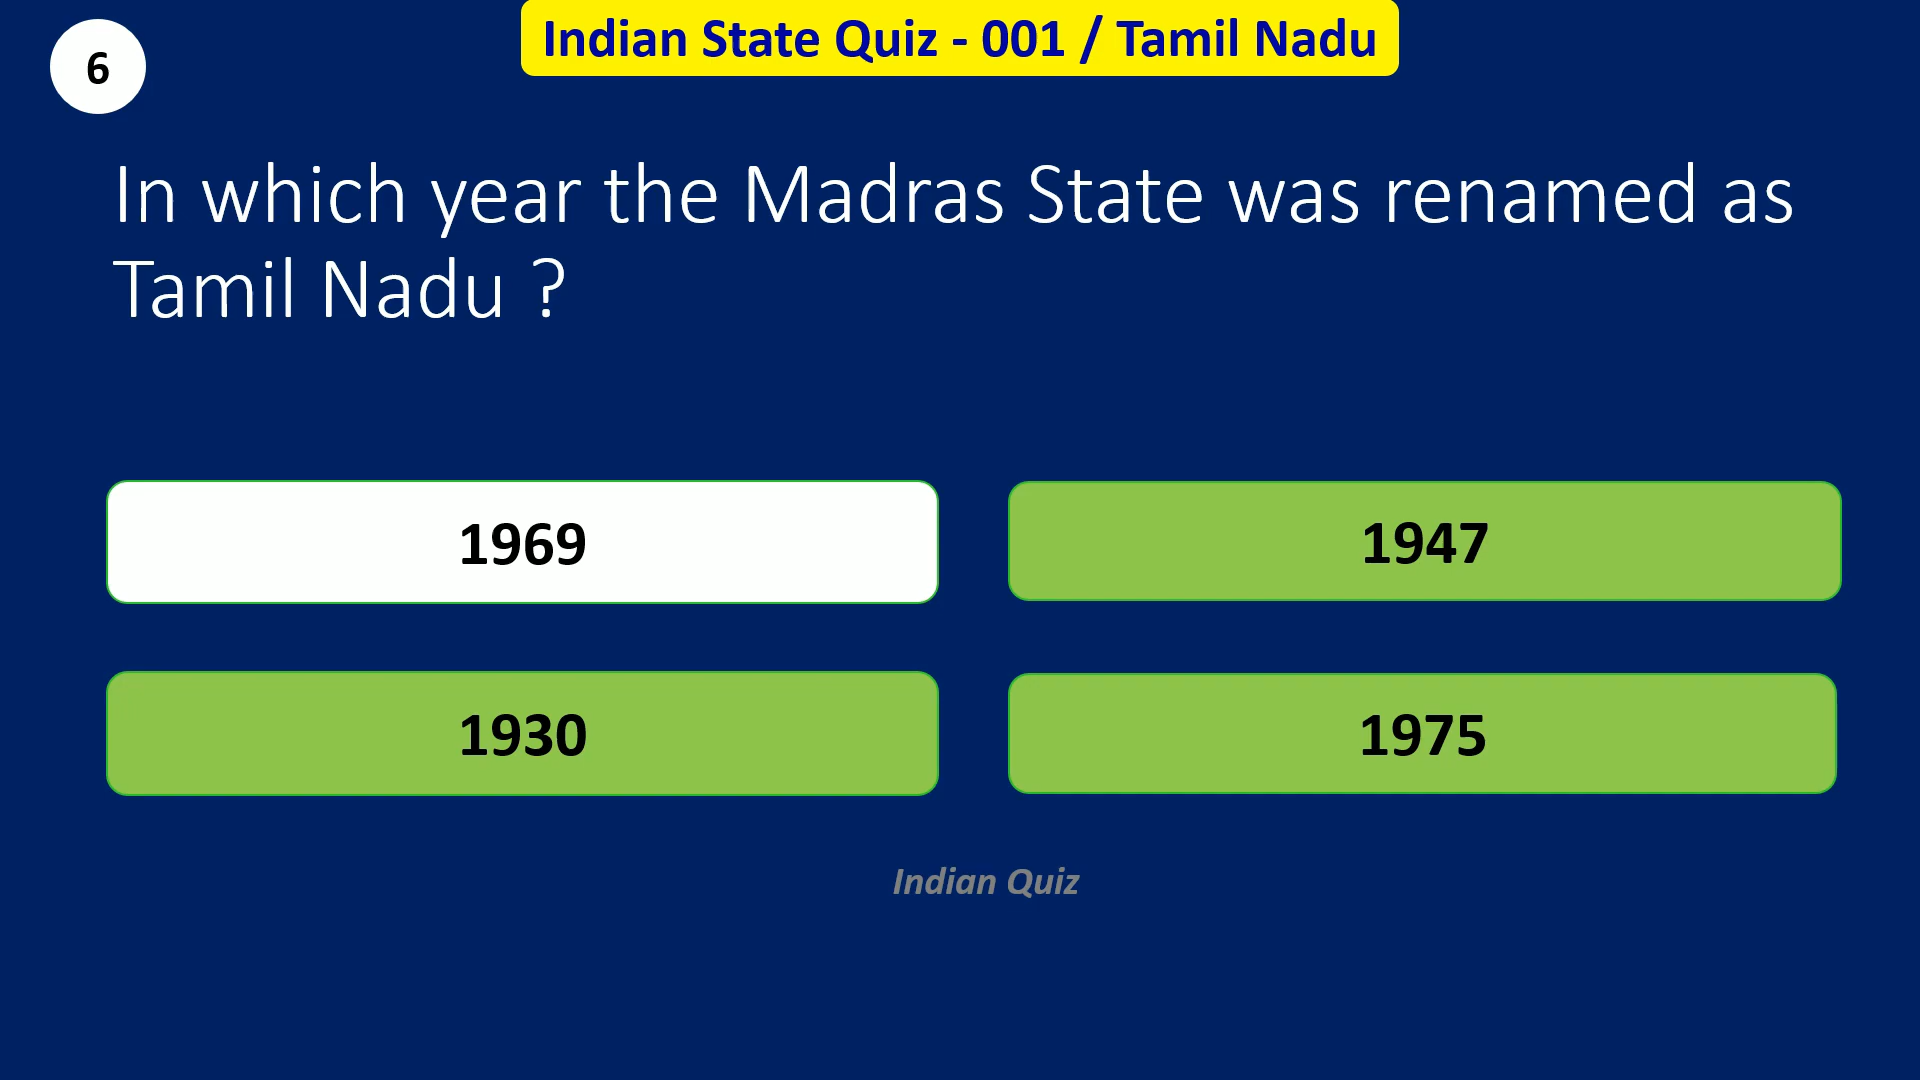 Indian State Quiz - 001 / Tamil Nadu
6
In which year the Madras State was renamed as
Tamil Nadu ?
1969
1947
1930
1975
Indian Quiz